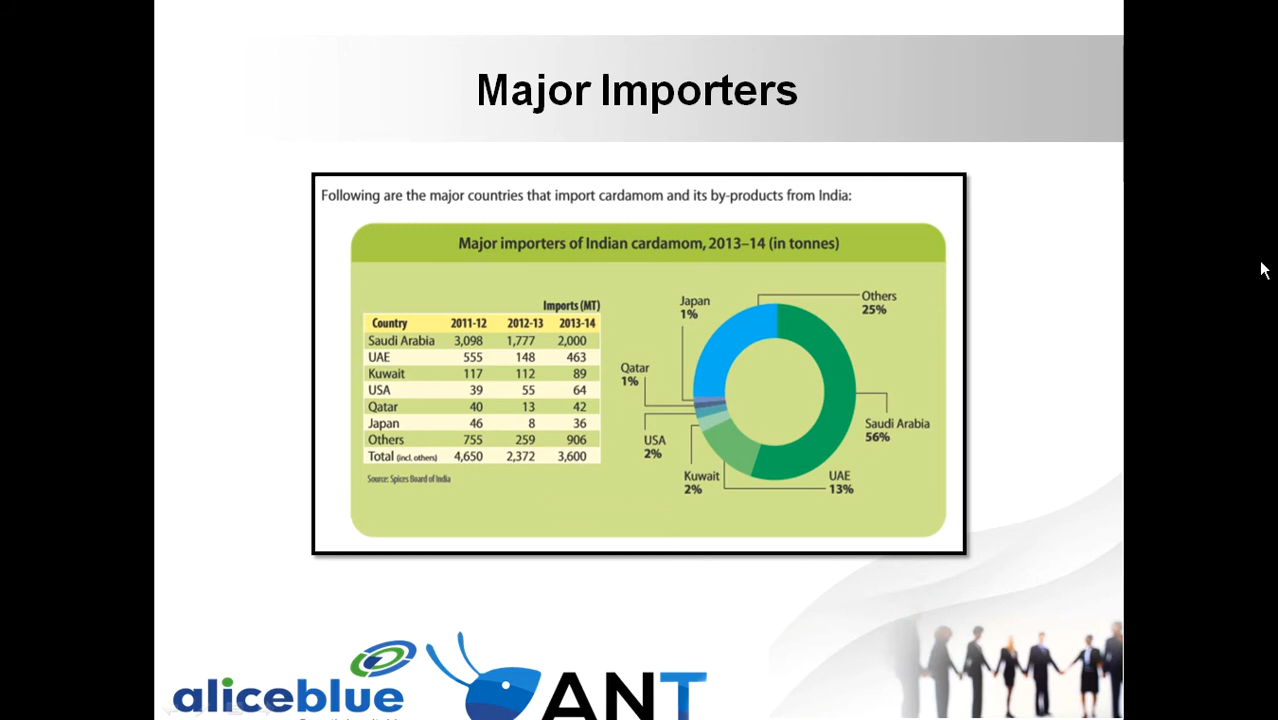 Major Importers
Following are the major countries that import cardamom and its by-products from India:
Major importers of Indian cardamom, 2013–14 (in tonnes)
Imports (MT)
Country 2011-12 2012-13 2013-14
Saudi Arabia 3,098 1,777 2,000
UAE 555 148 463
Kuwait 117 112 89
USA 39 55 64
Qatar 40 13 42
Japan 46 8 36
Others 755 259 906
Total (incl. others) 4,650 2,372 3,600
Source: Spices Board of India
Japan
1%
Others
25%
Qatar
1%
Saudi Arabia
56%
USA
2%
Kuwait
2%
UAE
13%
aliceblue
ANT